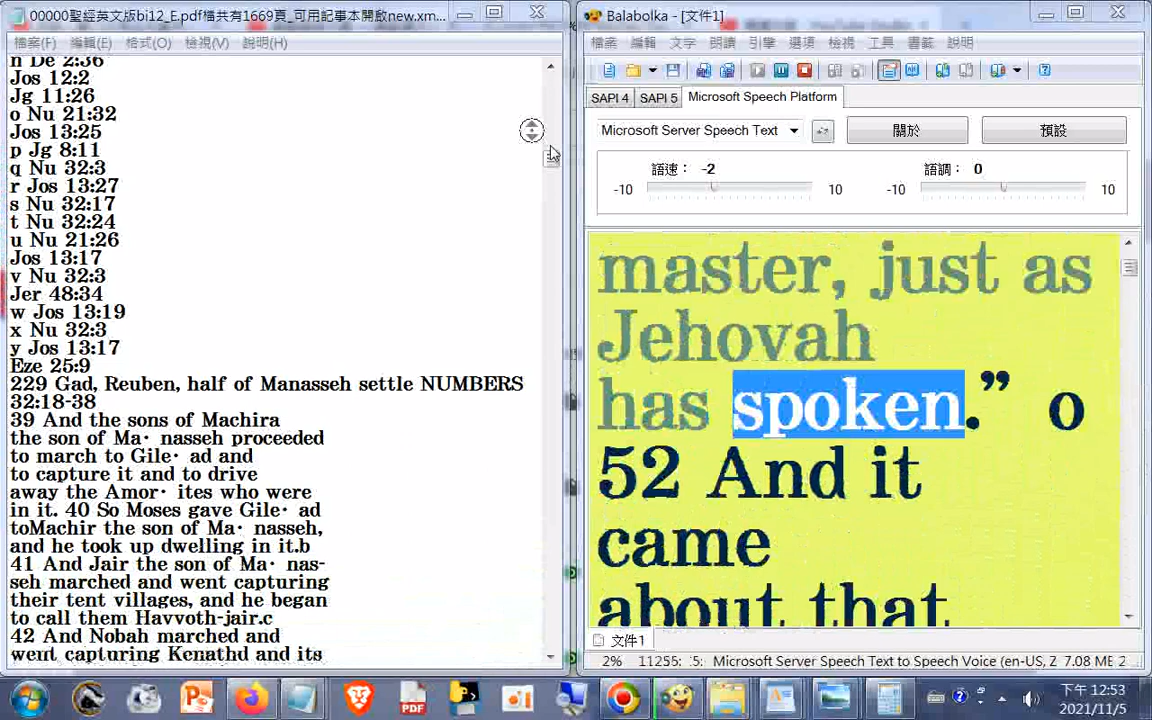 00000聖經英文版bi12_E.pdf檔共有1669頁_可用記事本開啟new.xm...
檔案(F) 編輯(E) 格式(O) 檢視(V) 說明(H)
n De 2:36
Jos 12:2
Jg 11:26
o Nu 21:32
Jos 13:25
p Jg 8:11
q Nu 32:3
r Jos 13:27
s Nu 32:17
t Nu 32:24
u Nu 21:26
Jos 13:17
v Nu 32:3
Jer 48:34
w Jos 13:19
x Nu 32:3
y Jos 13:17
Eze 25:9
229 Gad, Reuben, half of Manasseh settle NUMBERS
32:18-38
39 And the sons of Machira
the son of Ma· nasseh proceeded
to march to Gile· ad and
to capture it and to drive
away the Amor· ites who were
in it. 40 So Moses gave Gile· ad
toMachir the son of Ma· nasseh,
and he took up dwelling in it.b
41 And Jair the son of Ma· nas-
seh marched and went capturing
their tent villages, and he began
to call them Havvoth-jair.c
42 And Nobah marched and
went capturing Kenathd and its
Balabolka - [文件1]
檔案 編輯 文字 朗讀 引擎 選項 檢視 工具 書籤 說明
SAPI 4 SAPI 5 Microsoft Speech Platform
Microsoft Server Speech Text 關於 預設
語速： -2 語調： 0
-10 10 -10 10
master, just as
Jehovah
has spoken.” o
52 And it
came
about that
文件1
2% 11255: :5: Microsoft Server Speech Text to Speech Voice (en-US, Z 7.08 MB 2
PDF
下午 12:53
2021/11/5